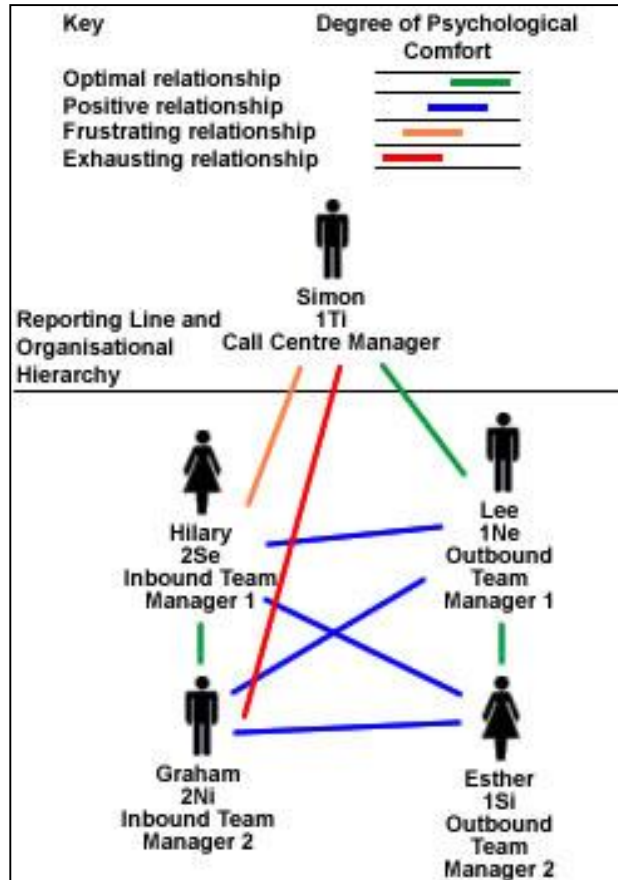 Key
Degree of Psychological
Comfort
Optimal relationship
Positive relationship
Frustrating relationship
Exhausting relationship
Simon
1Ti
Call Centre Manager
Reporting Line and
Organisational
Hierarchy
Hilary
2Se
Inbound Team
Manager 1
Lee
1Ne
Outbound
Team
Manager 1
Graham
2Ni
Inbound Team
Manager 2
Esther
1Si
Outbound
Team
Manager 2